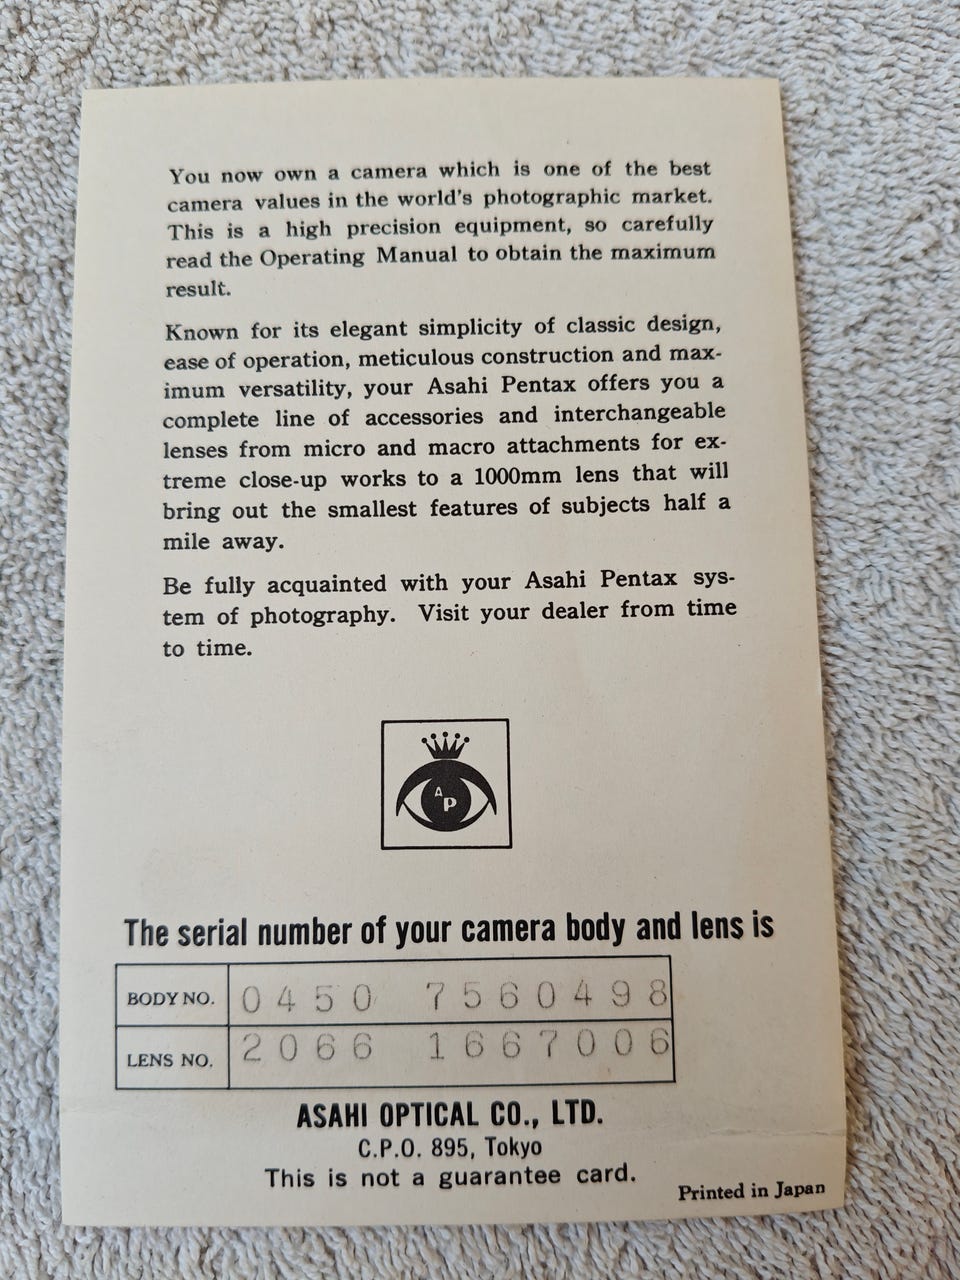 You now own a camera which is one of the best
camera values in the world's photographic market.
This is a high precision equipment, so carefully
read the Operating Manual to obtain the maximum
result.
Known for its elegant simplicity of classic design,
ease of operation, meticulous construction and max-
imum versatility, your Asahi Pentax offers you a
complete line of accessories and interchangeable
lenses from micro and macro attachments for ex-
treme close-up works to a 1000mm lens that will
bring out the smallest features of subjects half a
mile away.
Be fully acquainted with your Asahi Pentax sys-
tem of photography. Visit your dealer from time
to time.
AP
The serial number of your camera body and lens is
BODY NO. 0450 7560498
LENS NO. 2066 1667006
ASAHI OPTICAL CO., LTD.
C.P.O. 895, Tokyo
This is not a guarantee card.
Printed in Japan